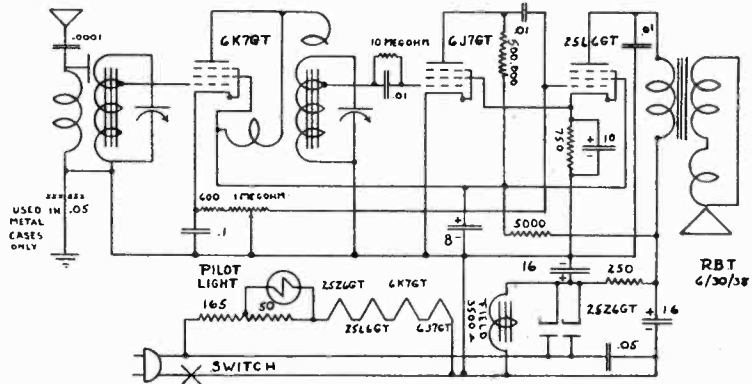 .0001
6K7GT
10 MEGOHM
.01
6J7GT
500,000
.01
25L6GT
.01
750
10
USED IN .05
METAL
CASES
ONLY
600
1 MEGOHM
.1
8
5000
RBT
6/30/38
PILOT
LIGHT
165
50
25Z6GT
6K7GT
25L6GT
6J7GT
16
250
FIELD
3500 Ω
25Z6GT
16
.05
SWITCH